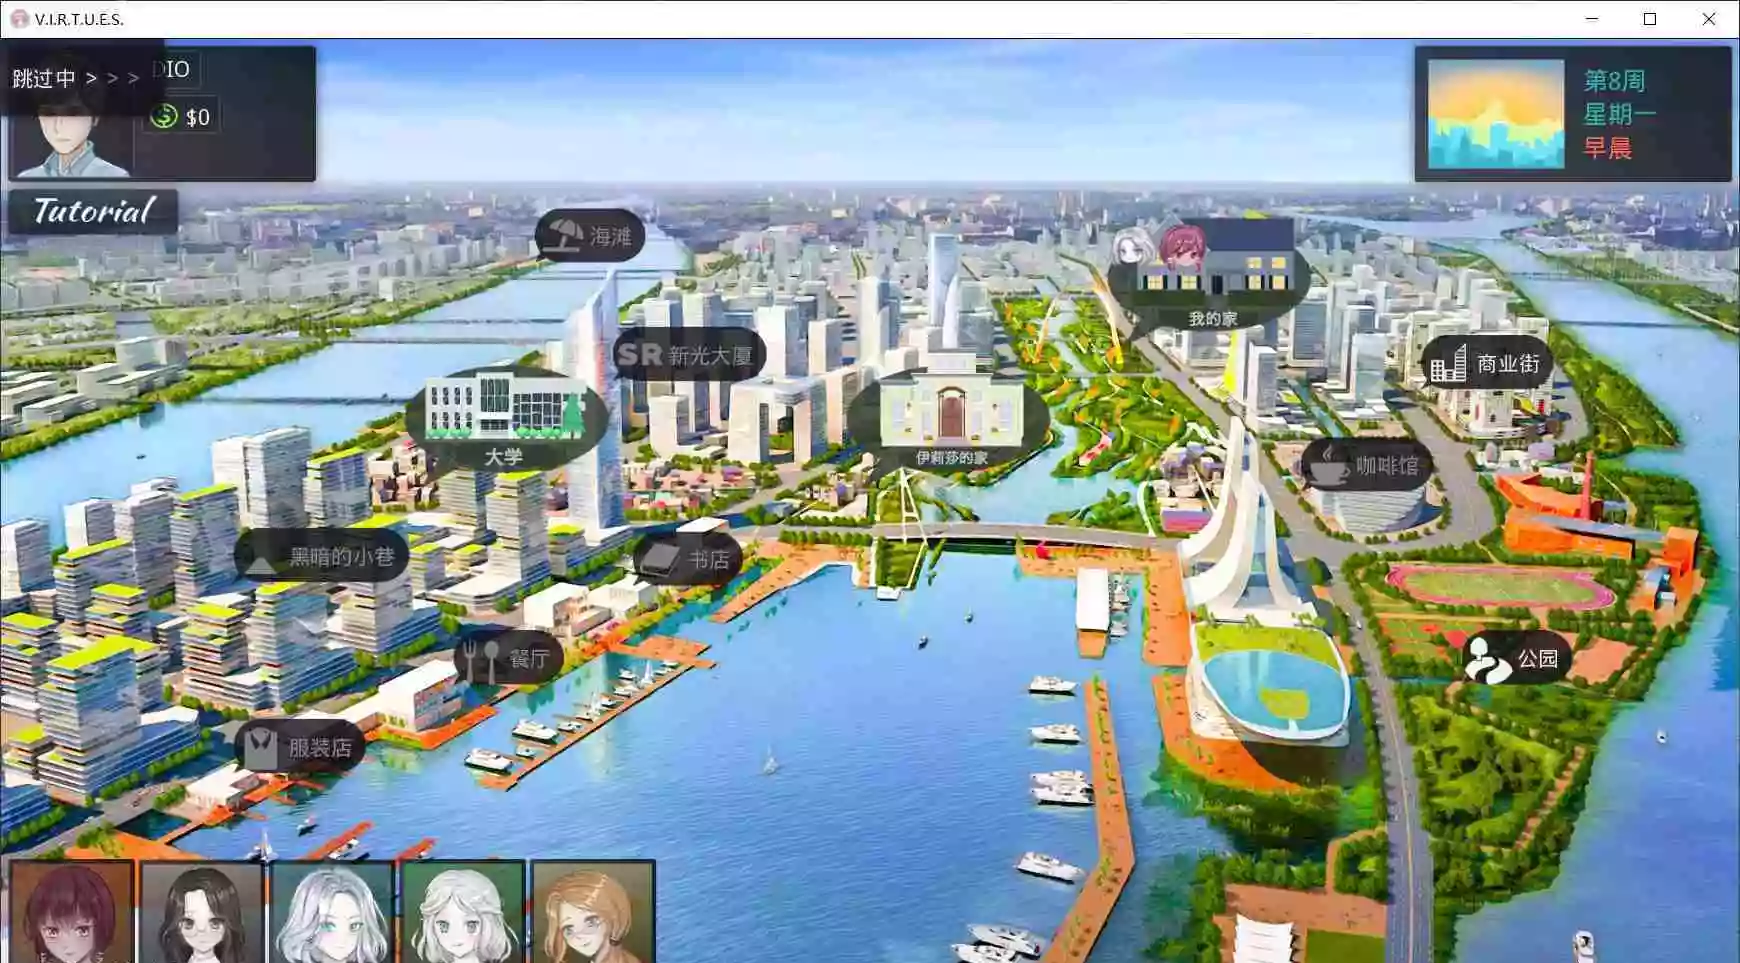 V.I.R.T.U.E.S.
跳过中 > > >
DIO
$0
第8周
星期一
早晨
Tutorial
海滩
我的家
SR 新光大厦
商业街
大学
伊莉莎的家
咖啡馆
黑暗的小巷
书店
餐厅
公园
服装店